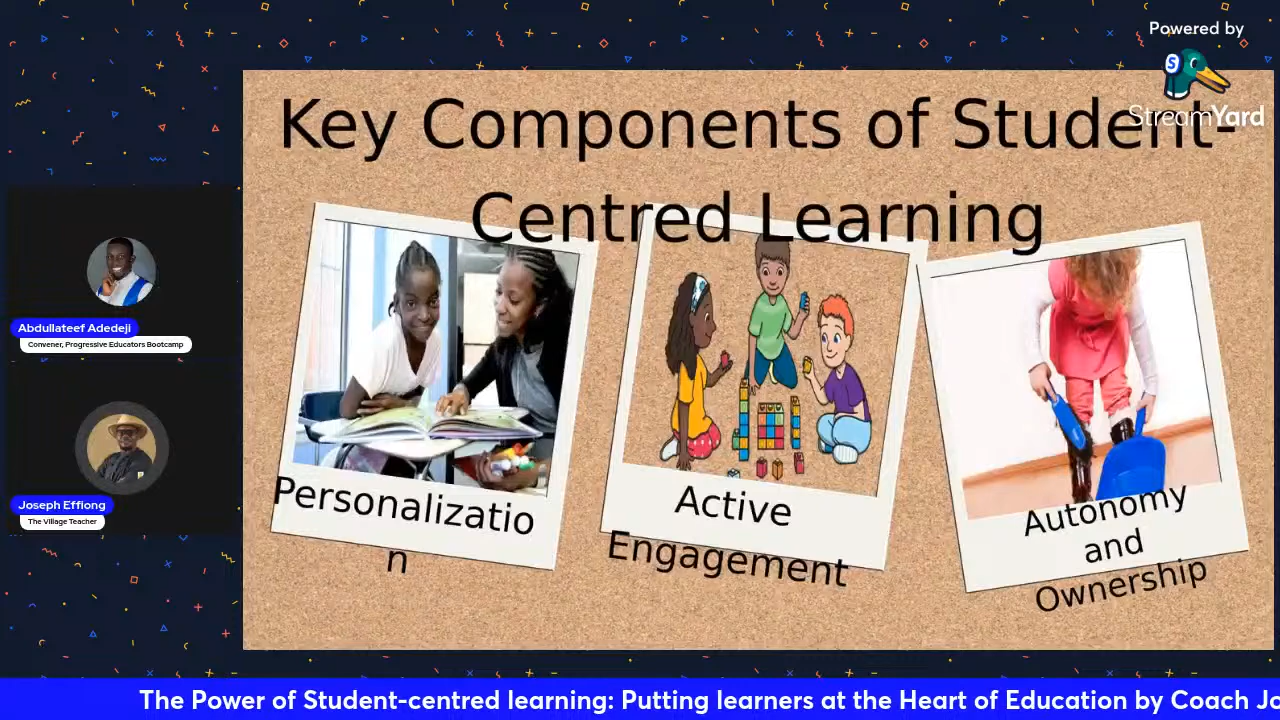 Powered by
S
StreamYard
Key Components of Student-
Centred Learning
Personalizatio
n
Active
Engagement
Autonomy
and
Ownership
Abdullateef Adedeji
Convener, Progressive Educators Bootcamp
Joseph Effiong
The Village Teacher
The Power of Student-centred learning: Putting learners at the Heart of Education by Coach Jo